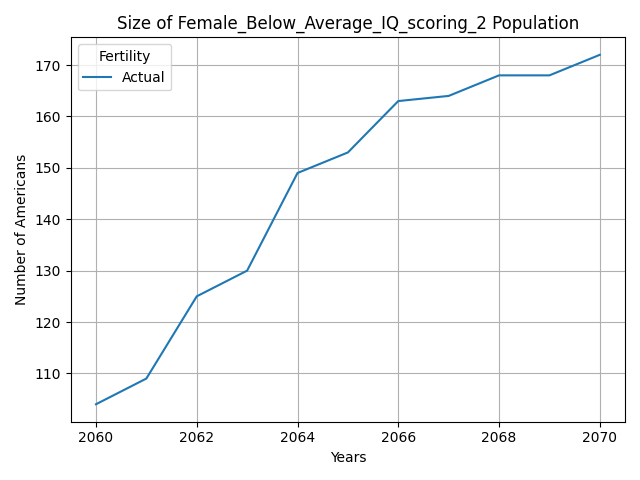 Size of Female_Below_Average_IQ_scoring_2 Population
Fertility
Actual
170
160
150
140
130
120
110
Number of Americans
2060 2062 2064 2066 2068 2070
Years